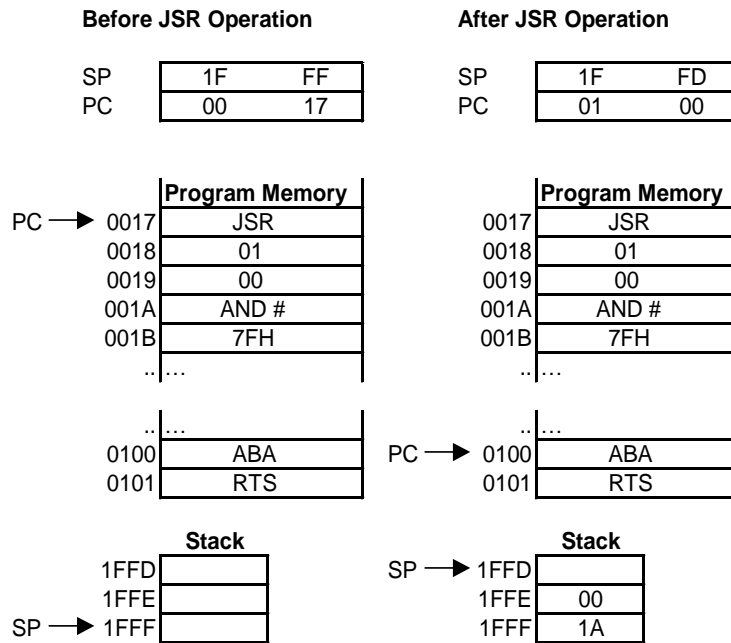 Before JSR Operation After JSR Operation
SP 1F FF SP 1F FD
PC 00 17 PC 01 00
Program Memory Program Memory
PC 0017 JSR 0017 JSR
0018 01 0018 01
0019 00 0019 00
001A AND # 001A AND #
001B 7FH 001B 7FH
.. … .. …
.. … .. …
0100 ABA PC 0100 ABA
0101 RTS 0101 RTS
Stack Stack
1FFD SP 1FFD
1FFE 1FFE 00
SP 1FFF 1FFF 1A